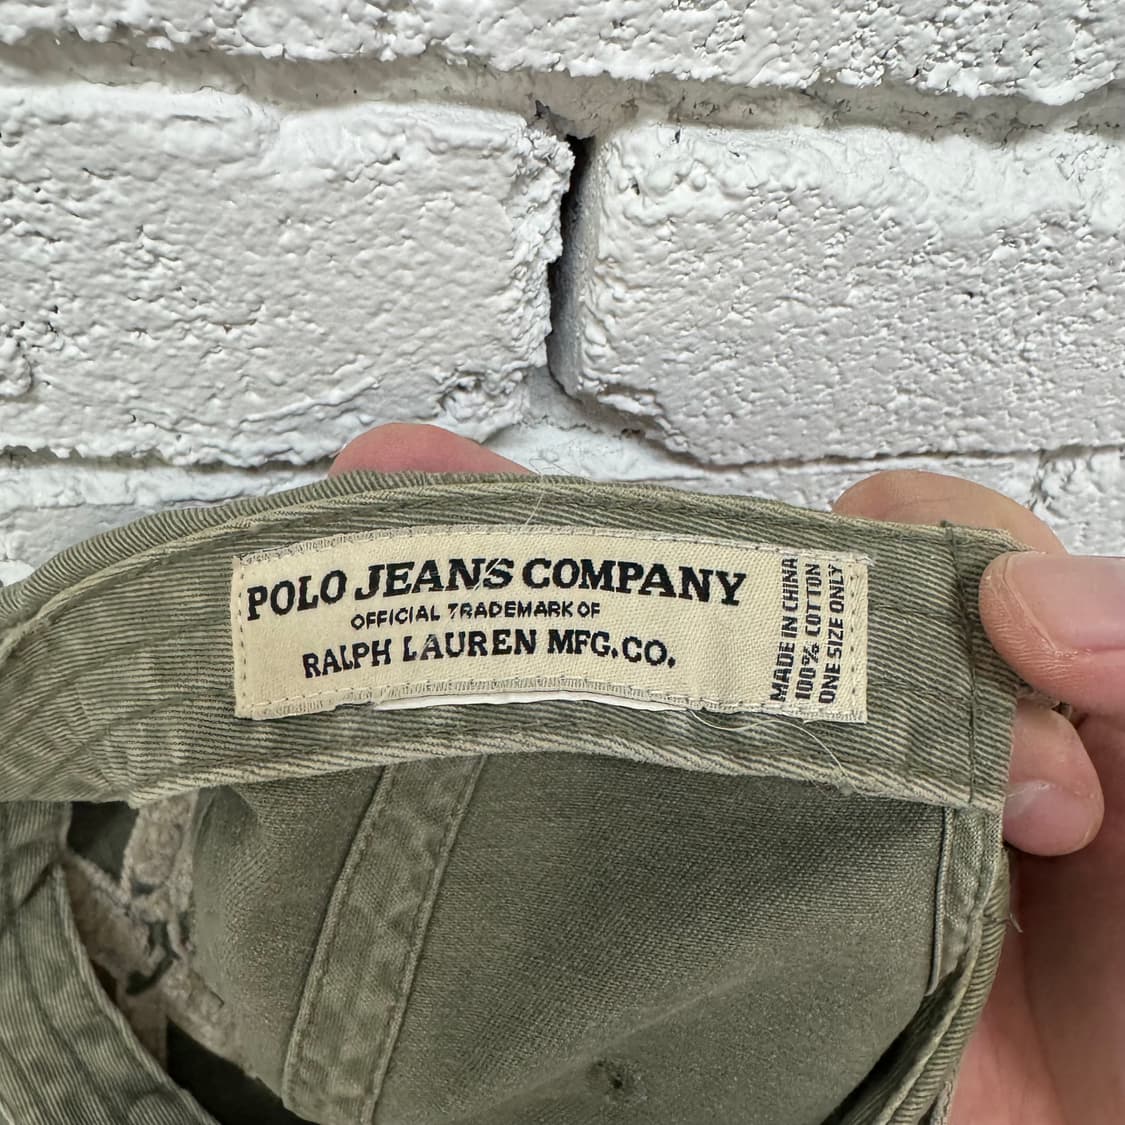 POLO JEANS COMPANY
OFFICIAL TRADEMARK OF
RALPH LAUREN MFG.CO.
MADE IN CHINA
100% COTTON
ONE SIZE ONLY